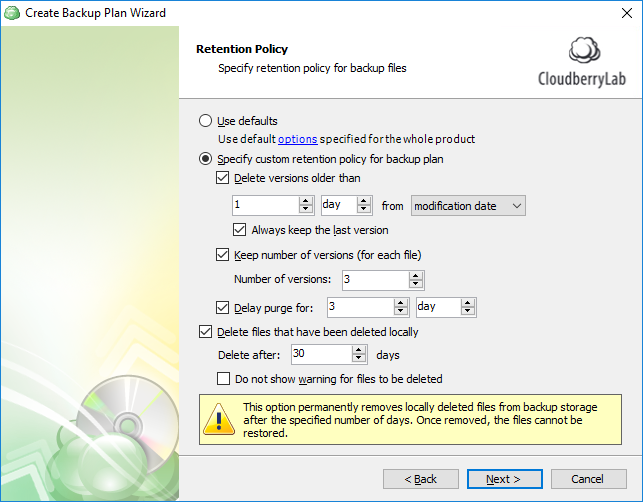 Create Backup Plan Wizard
Retention Policy
Specify retention policy for backup files
CloudberryLab
Use defaults
Use default options specified for the whole product
Specify custom retention policy for backup plan
Delete versions older than
1 day from modification date
Always keep the last version
Keep number of versions (for each file)
Number of versions: 3
Delay purge for: 3 day
Delete files that have been deleted locally
Delete after: 30 days
Do not show warning for files to be deleted
This option permanently removes locally deleted files from backup storage
after the specified number of days. Once removed, the files cannot be
restored.
< Back Next > Cancel